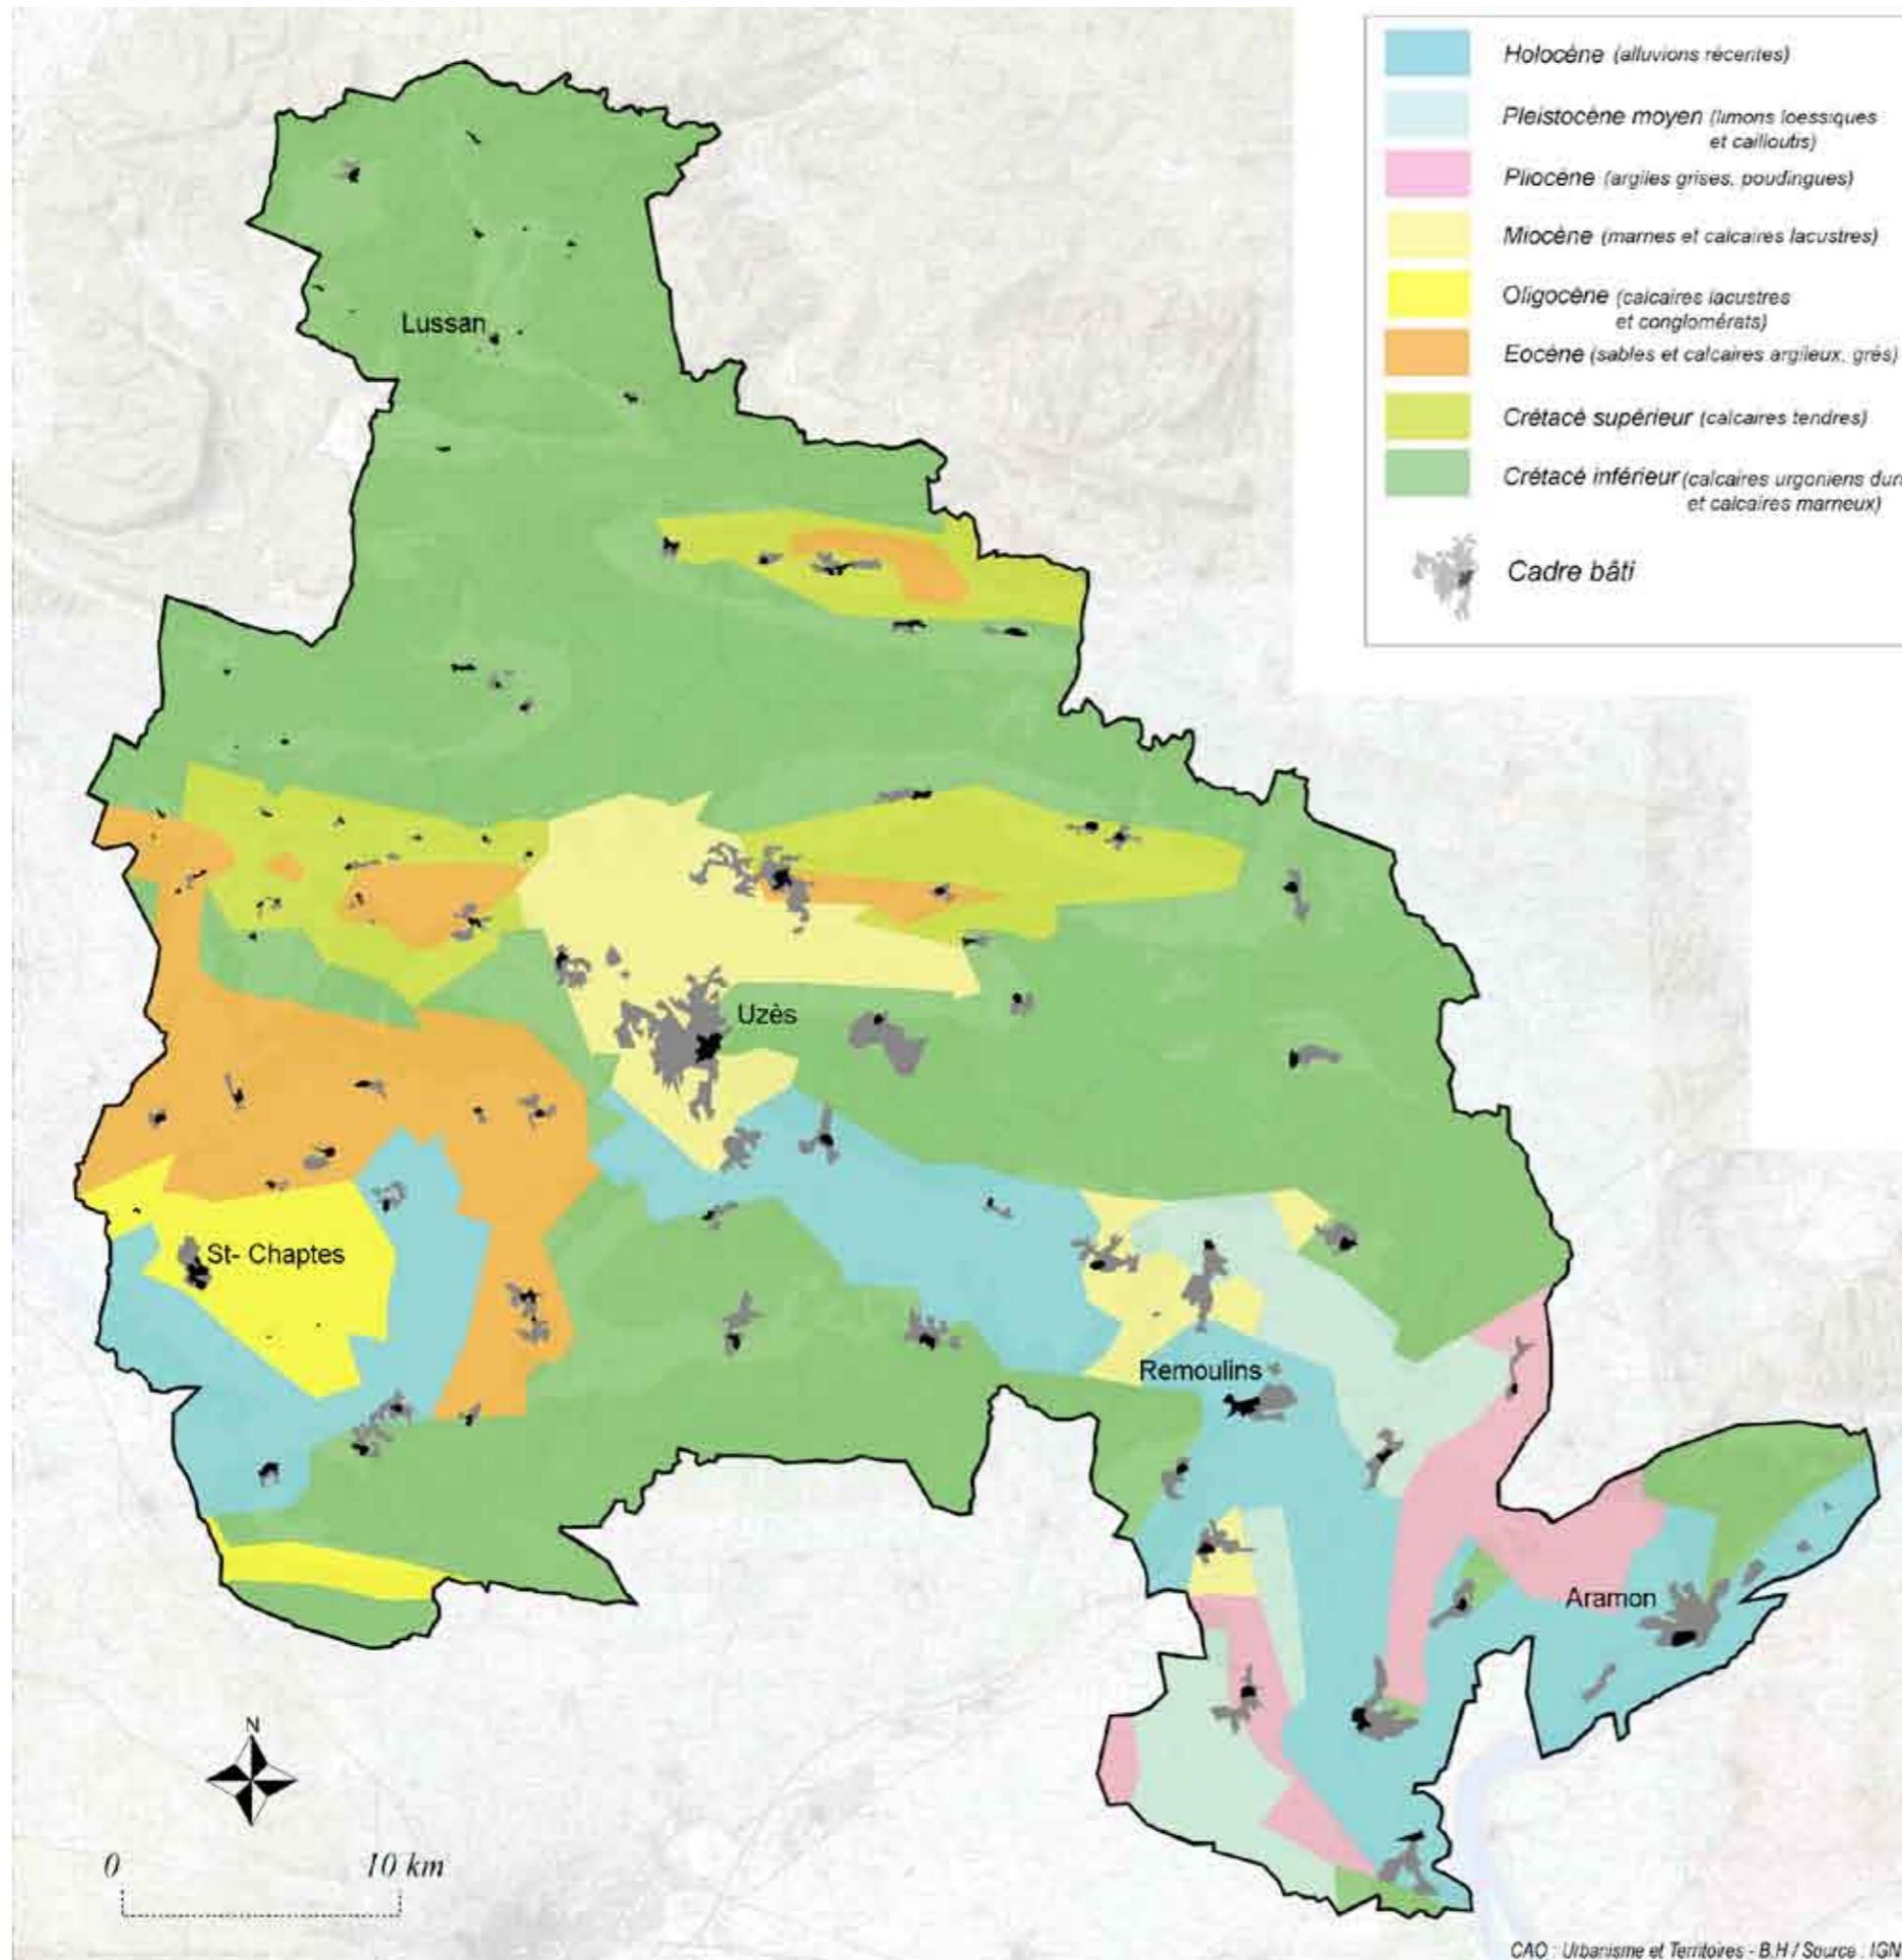 Holocène (alluvions récentes)
Pleistocène moyen (limons loessiques
et cailloutis)
Pliocène (argiles grises, poudingues)
Miocène (marnes et calcaires lacustres)
Oligocène (calcaires lacustres
et conglomérats)
Eocène (sables et calcaires argileux, grés)
Crétacé supérieur (calcaires tendres)
Crétacé inférieur (calcaires urgoniens dur
et calcaires marneux)
Cadre bâti
Lussan
Uzès
St- Chaptes
Remoulins
Aramon
N
0 10 km
CAO : Urbanisme et Territoires - B.H / Source : IGN